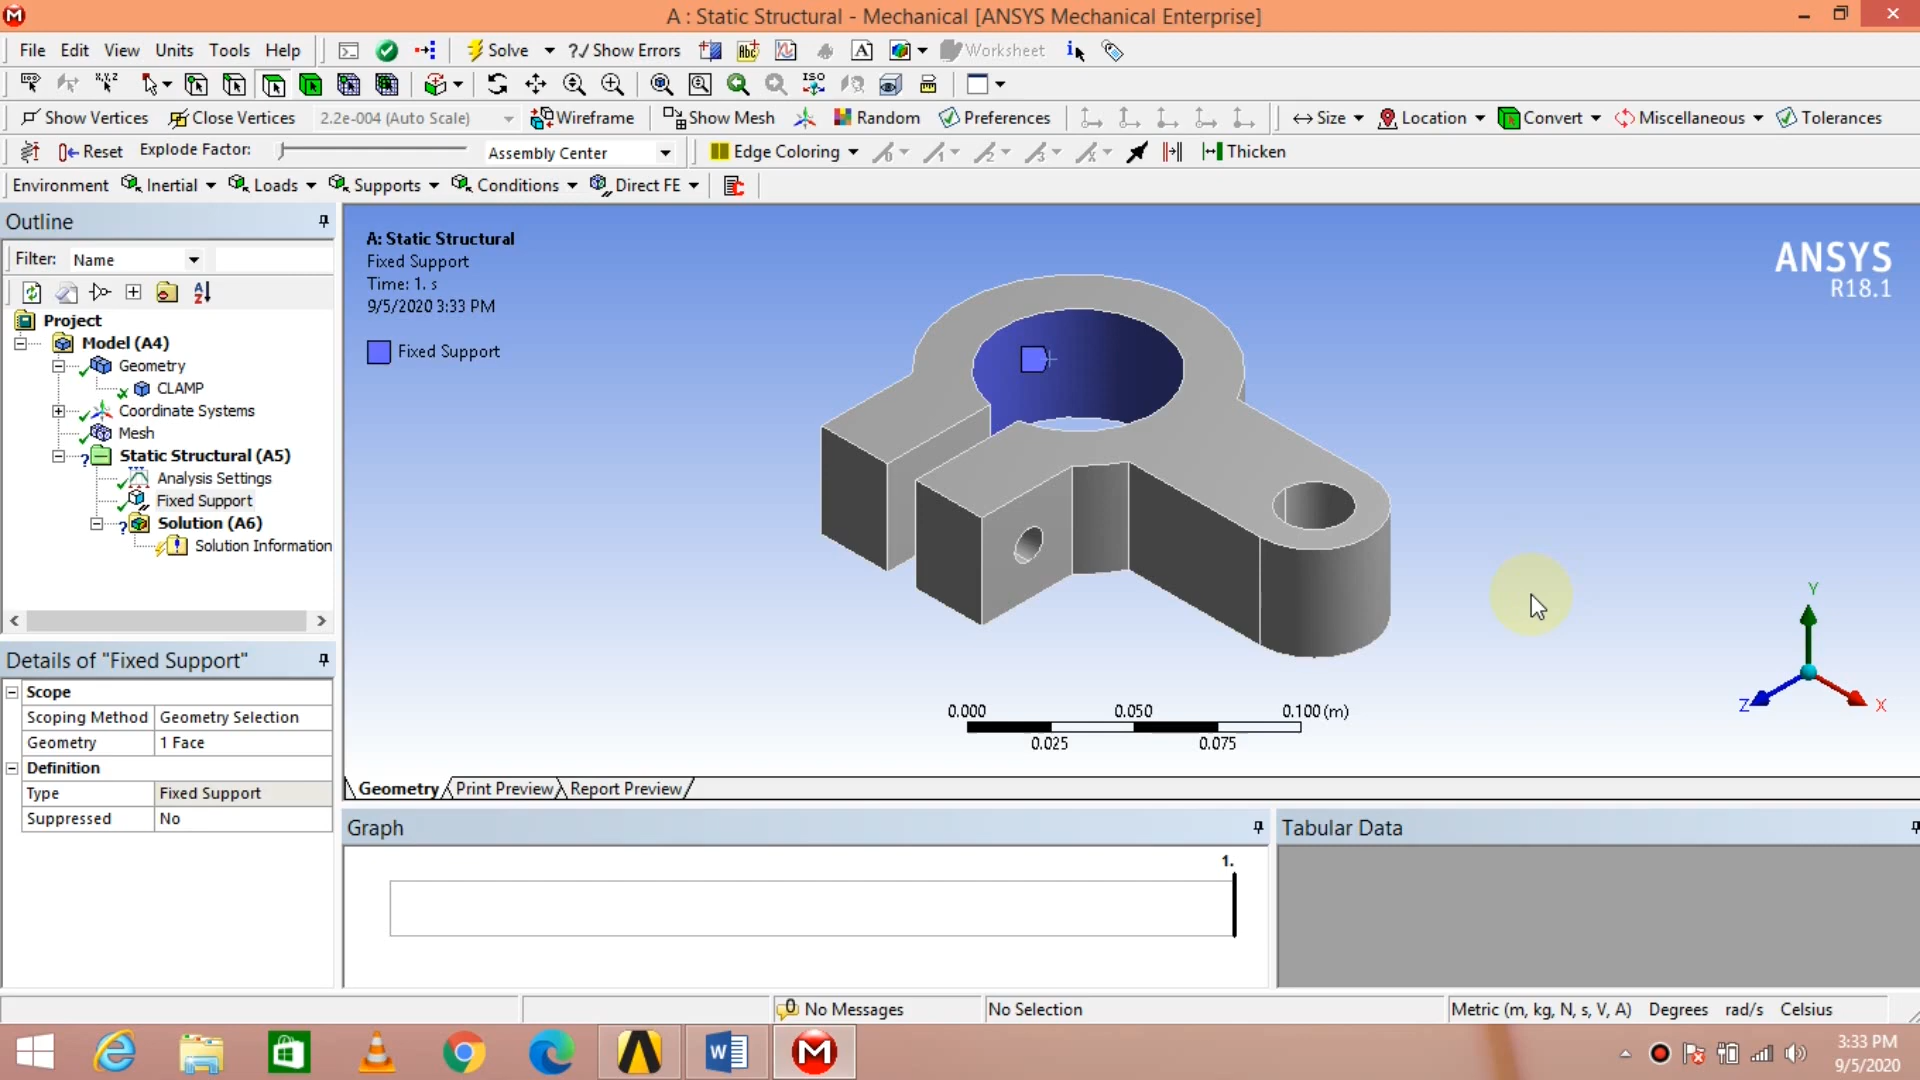 A : Static Structural - Mechanical [ANSYS Mechanical Enterprise]
File Edit View Units Tools Help Solve ?/ Show Errors Worksheet
Show Vertices Close Vertices 2.2e-004 (Auto Scale) Wireframe Show Mesh Random Preferences Size Location Convert Miscellaneous Tolerances
Reset Explode Factor: Assembly Center Edge Coloring Thicken
Environment Inertial Loads Supports Conditions Direct FE
Outline
Filter: Name
Project
Model (A4)
Geometry
CLAMP
Coordinate Systems
Mesh
Static Structural (A5)
Analysis Settings
Fixed Support
Solution (A6)
Solution Information
Details of "Fixed Support"
Scope
Scoping Method Geometry Selection
Geometry 1 Face
Definition
Type Fixed Support
Suppressed No
A: Static Structural
Fixed Support
Time: 1. s
9/5/2020 3:33 PM
Fixed Support
ANSYS
R18.1
Y
Z X
0.000 0.050 0.100 (m)
0.025 0.075
Geometry Print Preview Report Preview
Graph
1.
Tabular Data
No Messages No Selection Metric (m, kg, N, s, V, A) Degrees rad/s Celsius
3:33 PM
9/5/2020